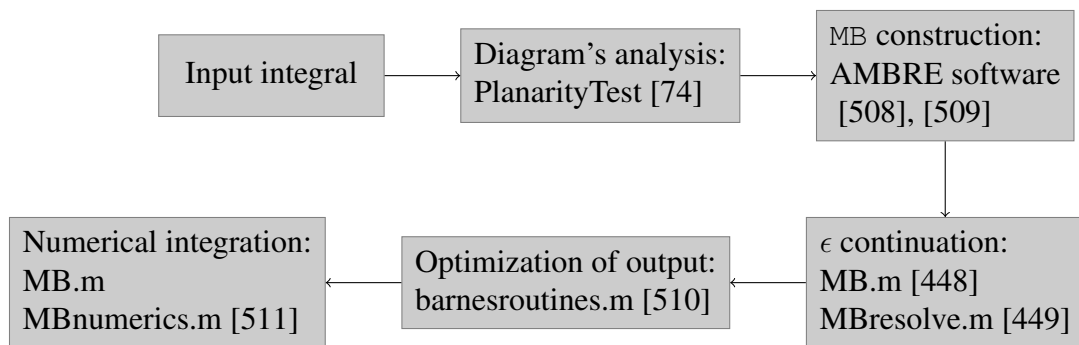 Input integral
Diagram's analysis:
PlanarityTest [74]
MB construction:
AMBRE software
[508], [509]
ϵ continuation:
MB.m [448]
MBresolve.m [449]
Optimization of output:
barnesroutines.m [510]
Numerical integration:
MB.m
MBnumerics.m [511]